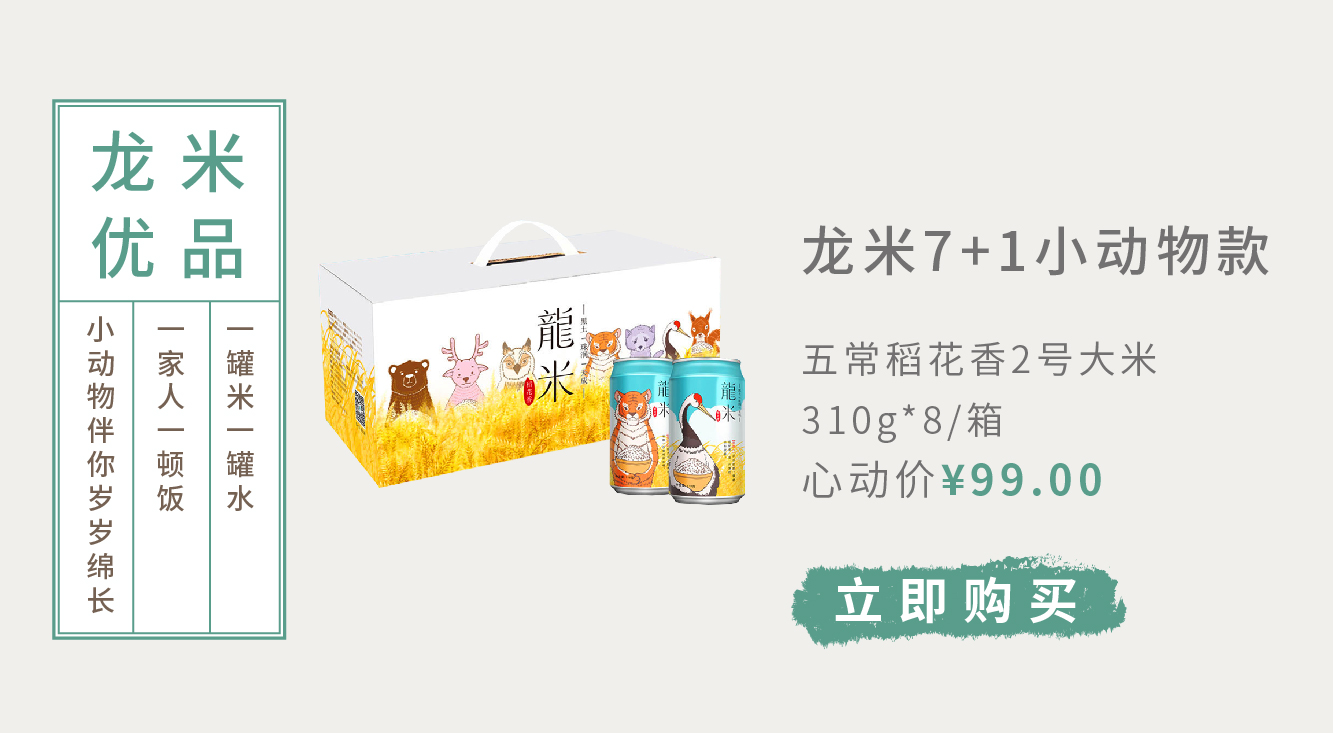 龙米
优品
一罐米一罐水
一家人一顿饭
小动物伴你岁岁绵长
龍米
龍米
龍米
龙米7+1小动物款
五常稻花香2号大米
310g*8/箱
心动价¥99.00
立即购买